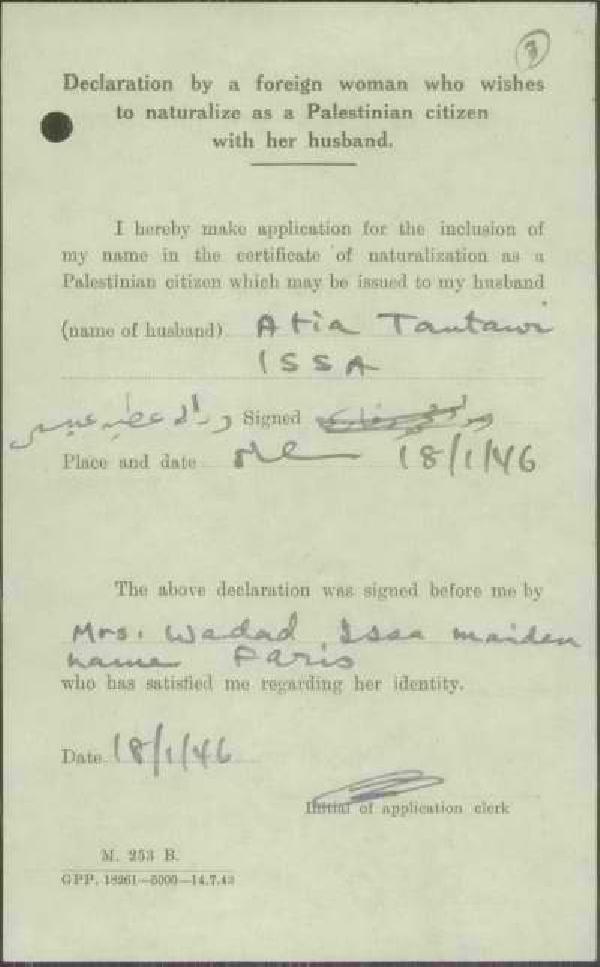 3
Declaration by a foreign woman who wishes
to naturalize as a Palestinian citizen
with her husband.
I hereby make application for the inclusion of
my name in the certificate of naturalization as a
Palestinian citizen which may be issued to my husband
(name of husband) Atia Tantawi
ISSA
وداد عطيه عيسى Signed
Place and date 18/1/46
The above declaration was signed before me by
Mrs. Wadad Issa maiden
name Faris
who has satisfied me regarding her identity.
Date 18/1/46
Initial of application clerk
M. 253 B.
GPP. 18261—5000—14.7.43